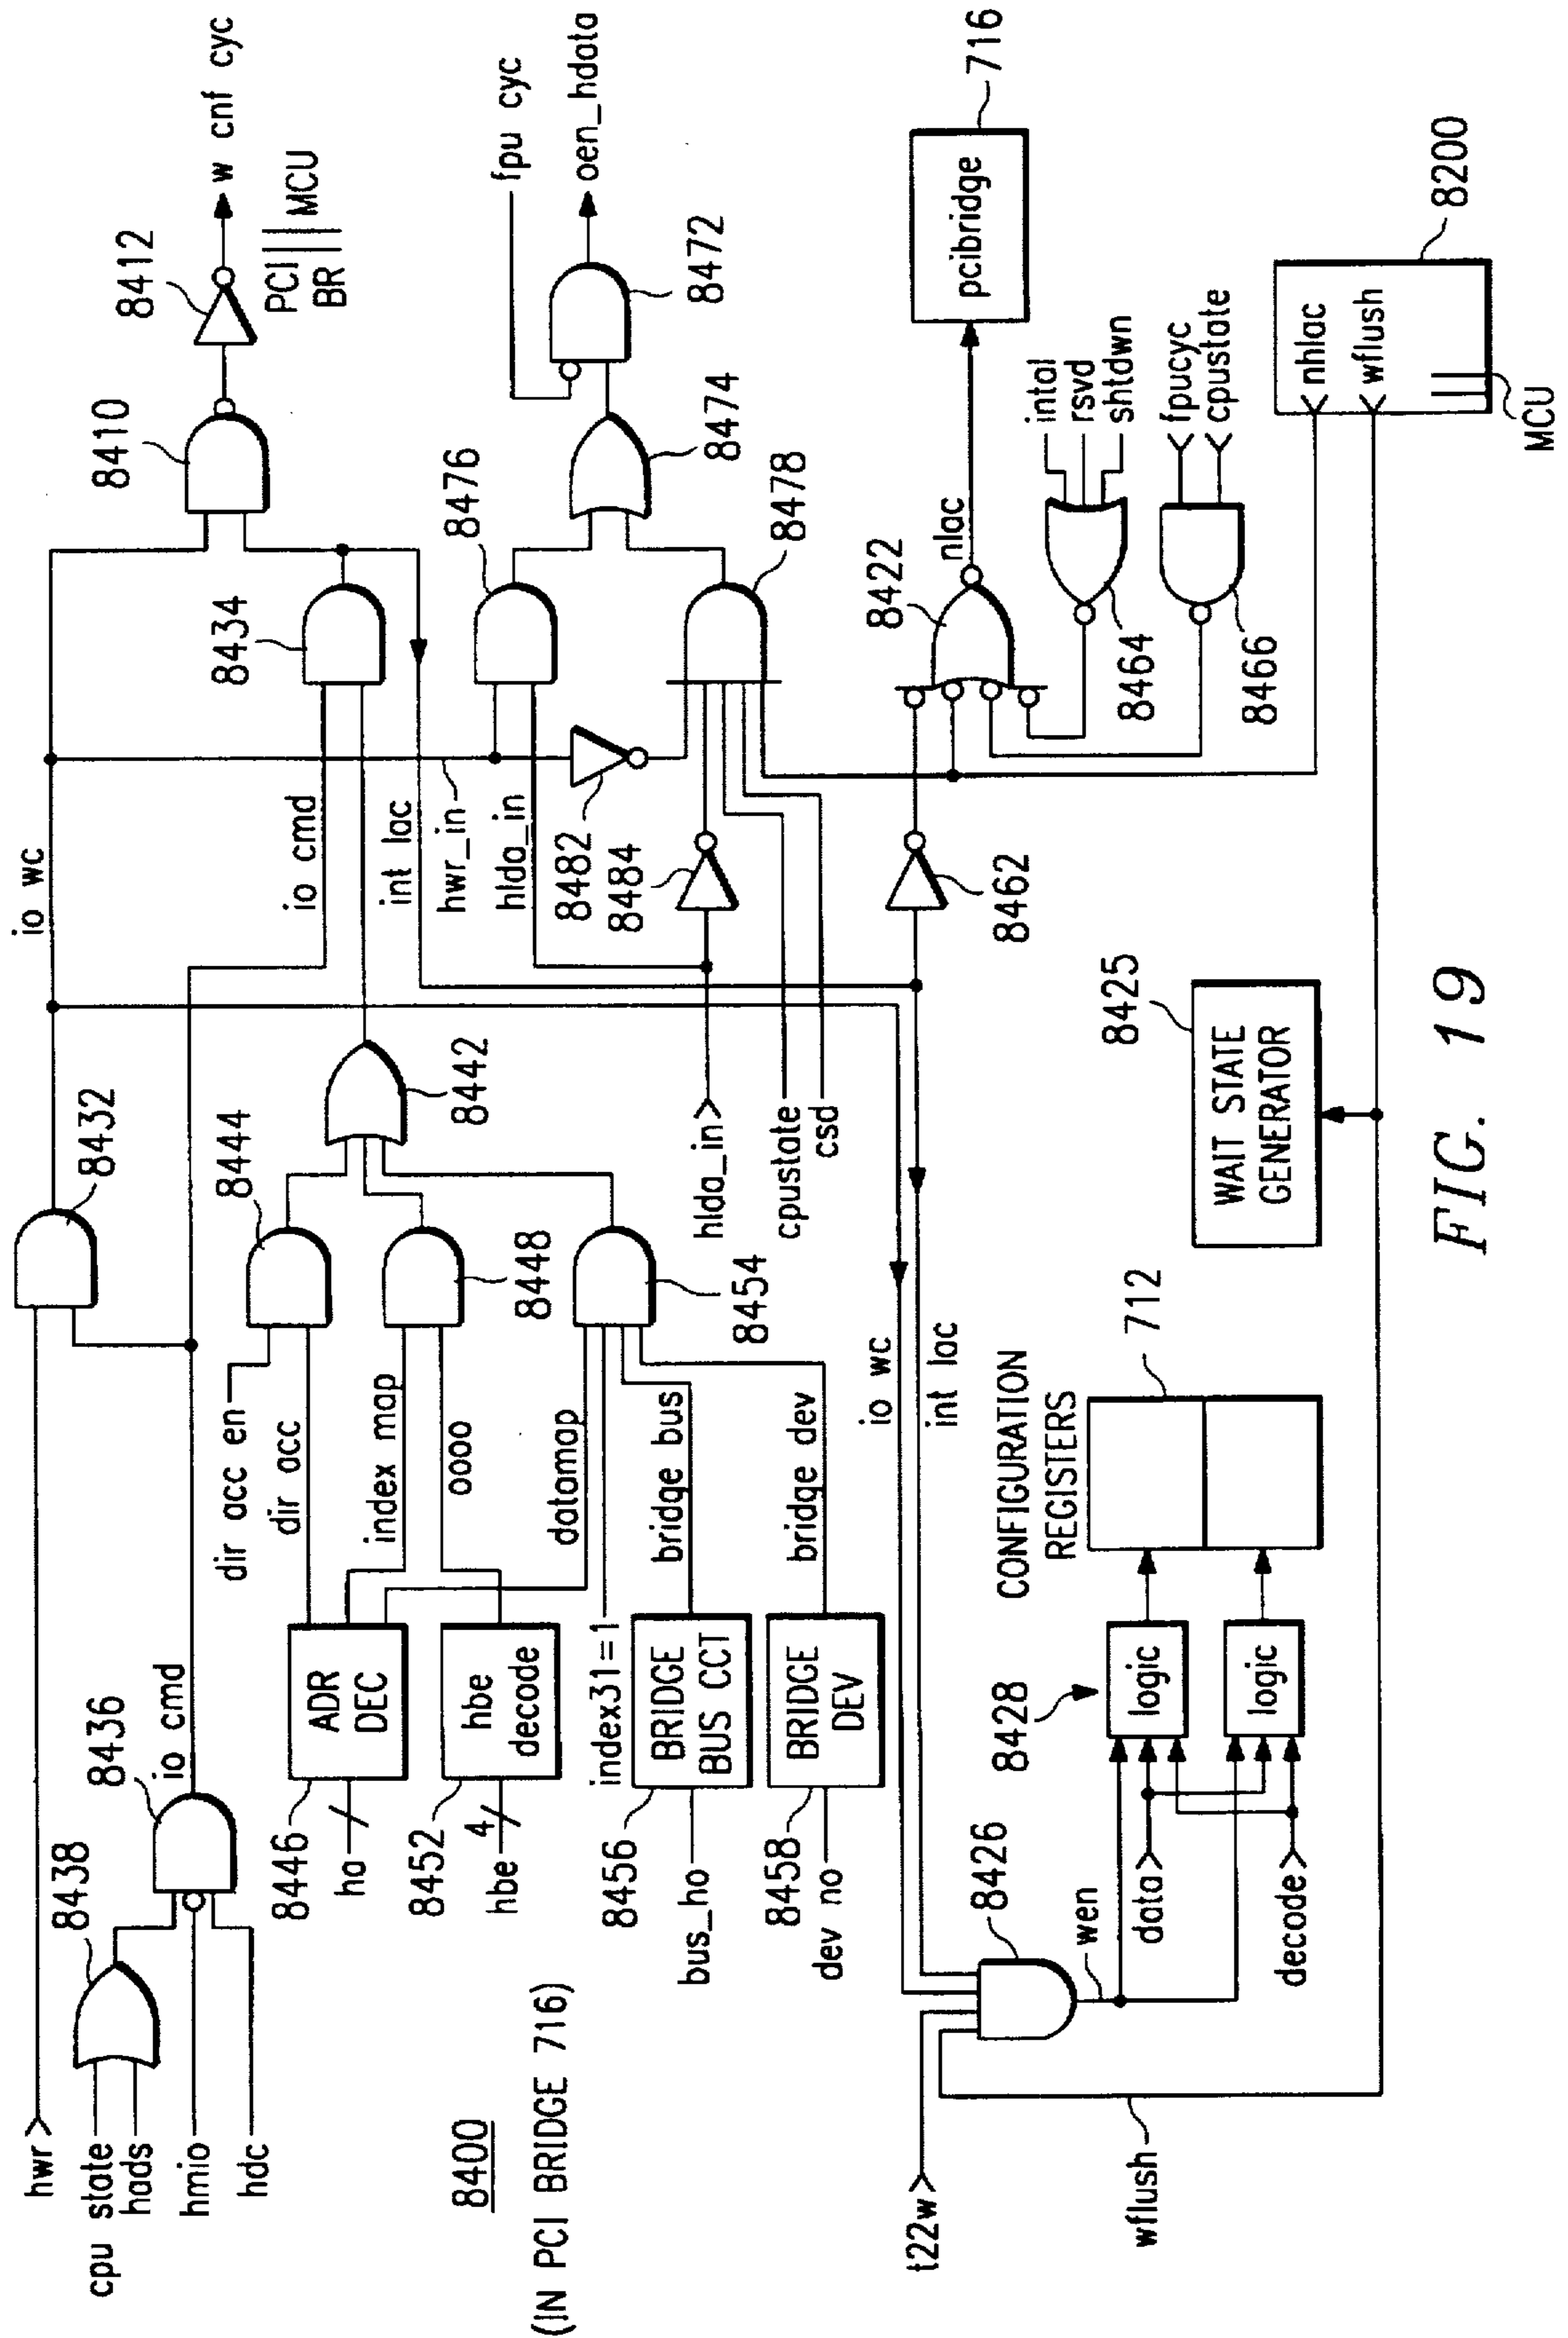 hwr
cpu state
hads
hmio
hdc
8438
8436
io cmd
8432
io wc
8434
io cmd
int lac
8410
8412
w cnf cyc
PCI
BR
MCU
dir acc en
dir acc
8444
8446
ha
ADR
DEC
index map
oooo
8448
8442
8452
hbe
4
hbe
decode
datamap
index31=1
8454
8456
bus_ho
BRIDGE
BUS CCT
bridge bus
8458
dev no
BRIDGE
DEV
bridge dev
hwr_in
hlda_in
8482
8484
8476
8474
8478
8472
fpu cyc
oen_hdata
hlda_in
cpustate
csd
8462
8422
nlac
pcibridge
716
intal
rsvd
shtdwn
8464
fpucyc
cpustate
8466
nhlac
wflush
8200
MCU
8400
(IN PCI BRIDGE 716)
t22w
wflush
8426
wen
io wc
int lac
data
decode
8428
logic
logic
CONFIGURATION
REGISTERS
712
8425
WAIT STATE
GENERATOR
FIG. 19